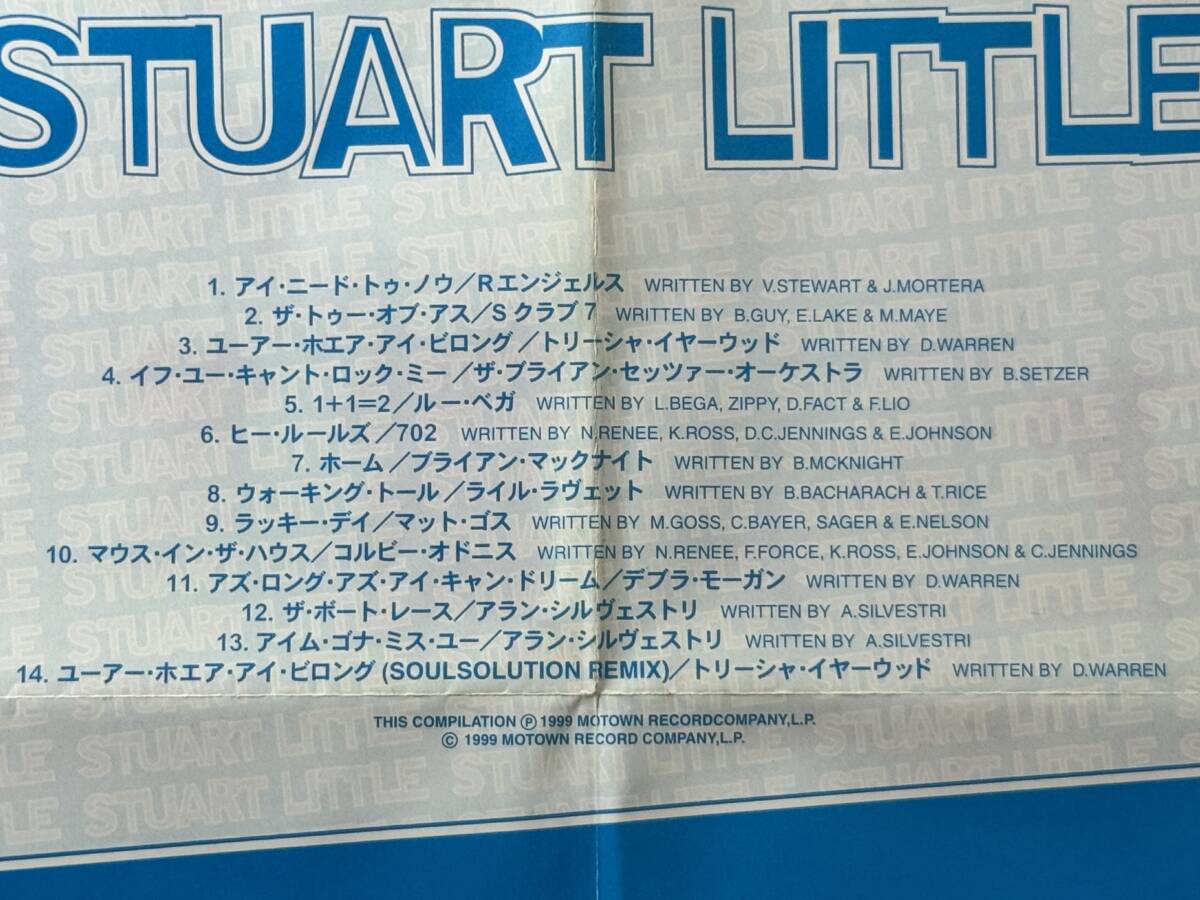 STUART LITTLE
1. アイ・ニード・トゥ・ノウ／Rエンジェルス WRITTEN BY V.STEWART & J.MORTERA
2. ザ・トゥー・オブ・アス／Sクラブ7 WRITTEN BY B.GUY, E.LAKE & M.MAYE
3. ユーアー・ホエア・アイ・ビロング／トリーシャ・イヤーウッド WRITTEN BY D.WARREN
4. イフ・ユー・キャント・ロック・ミー／ザ・ブライアン・セッツァー・オーケストラ WRITTEN BY B.SETZER
5. 1+1=2／ルー・ベガ WRITTEN BY L.BEGA, ZIPPY, D.FACT & F.LIO
6. ヒー・ルールズ／702 WRITTEN BY N.RENEE, K.ROSS, D.C.JENNINGS & E.JOHNSON
7. ホーム／ブライアン・マックナイト WRITTEN BY B.MCKNIGHT
8. ウォーキング・トール／ライル・ラヴェット WRITTEN BY B.BACHARACH & T.RICE
9. ラッキー・デイ／マット・ゴス WRITTEN BY M.GOSS, C.BAYER, SAGER & E.NELSON
10. マウス・イン・ザ・ハウス／コルビー・オドニス WRITTEN BY N.RENEE, F.FORCE, K.ROSS, E.JOHNSON & C.JENNINGS
11. アズ・ロング・アズ・アイ・キャン・ドリーム／デブラ・モーガン WRITTEN BY D.WARREN
12. ザ・ボート・レース／アラン・シルヴェストリ WRITTEN BY A.SILVESTRI
13. アイム・ゴナ・ミス・ユー／アラン・シルヴェストリ WRITTEN BY A.SILVESTRI
14. ユーアー・ホエア・アイ・ビロング (SOULSOLUTION REMIX)／トリーシャ・イヤーウッド WRITTEN BY D.WARREN
THIS COMPILATION Ⓟ 1999 MOTOWN RECORDCOMPANY,L.P.
© 1999 MOTOWN RECORD COMPANY,L.P.